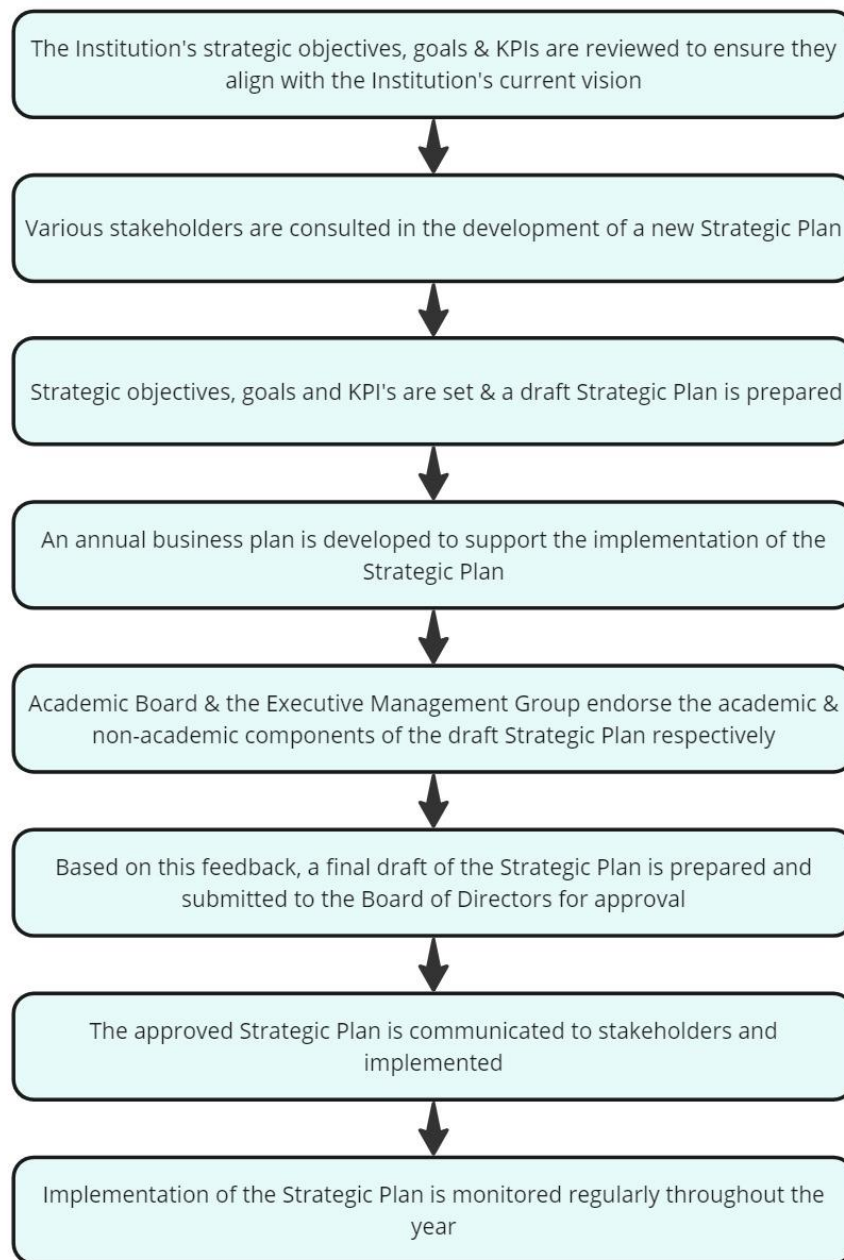 The Institution's strategic objectives, goals & KPIs are reviewed to ensure they
align with the Institution's current vision
Various stakeholders are consulted in the development of a new Strategic Plan
Strategic objectives, goals and KPI's are set & a draft Strategic Plan is prepared
An annual business plan is developed to support the implementation of the
Strategic Plan
Academic Board & the Executive Management Group endorse the academic &
non-academic components of the draft Strategic Plan respectively
Based on this feedback, a final draft of the Strategic Plan is prepared and
submitted to the Board of Directors for approval
The approved Strategic Plan is communicated to stakeholders and
implemented
Implementation of the Strategic Plan is monitored regularly throughout the
year